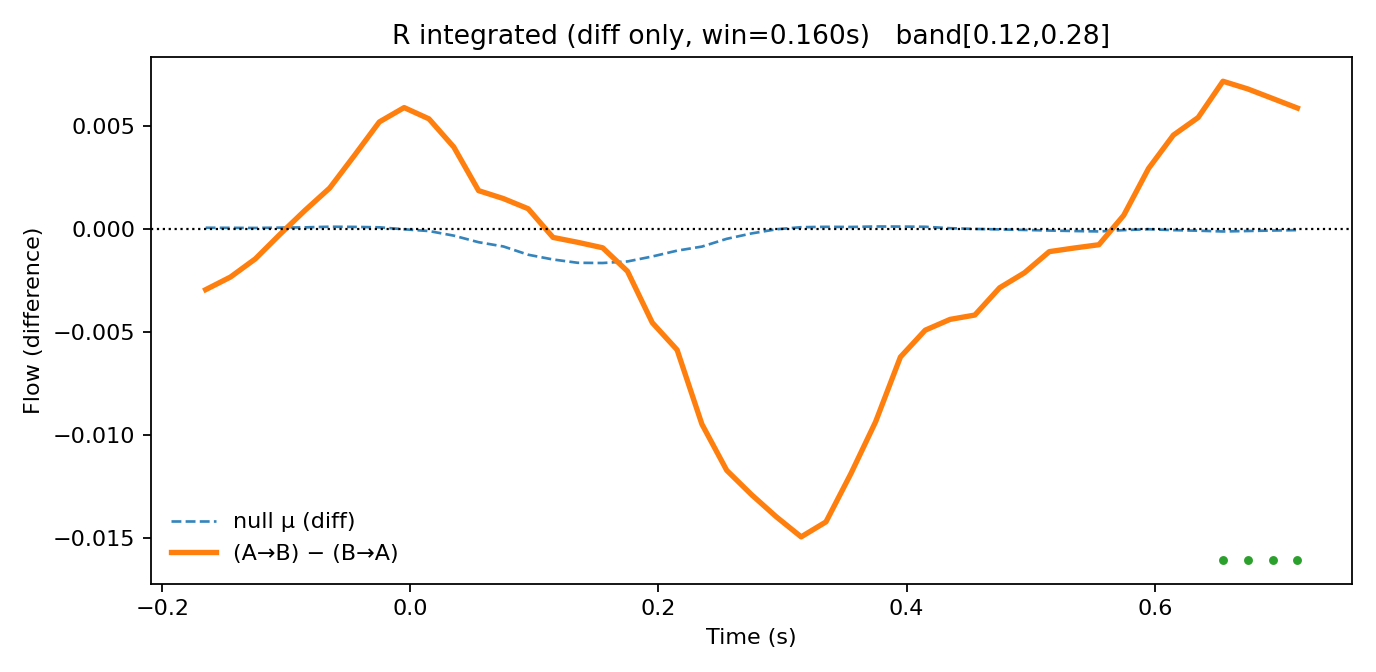 R integrated (diff only, win=0.160s)   band[0.12,0.28]
Flow (difference)
0.005
0.000
−0.005
−0.010
−0.015
null μ (diff)
(A→B) − (B→A)
−0.2
0.0
0.2
0.4
0.6
Time (s)